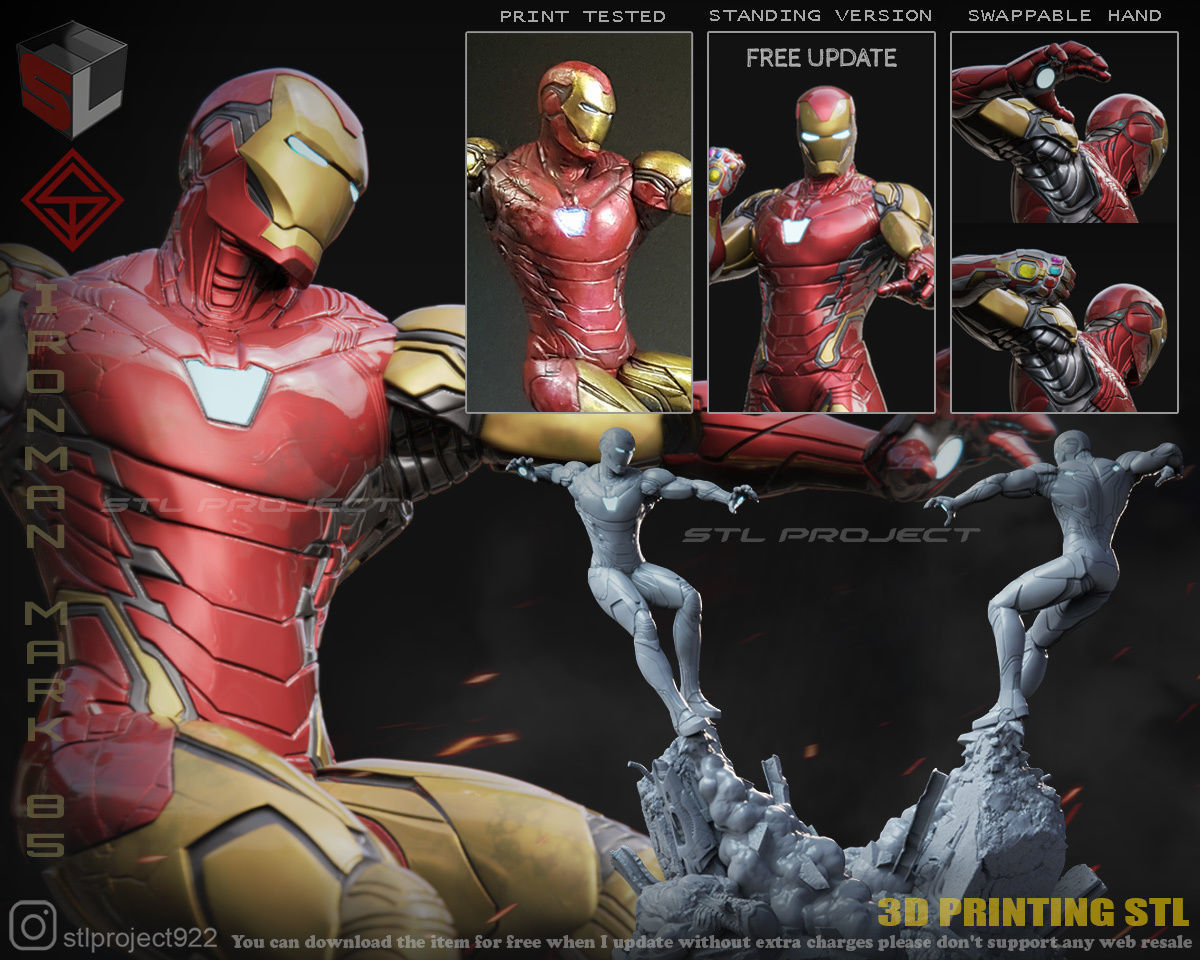 PRINT TESTED
STANDING VERSION
SWAPPABLE HAND
FREE UPDATE
SL
IRONMAN MARK 85
STL PROJECT
STL PROJECT
3D PRINTING STL
stlproject922
You can download the item for free when I update without extra charges please don't support any web resale